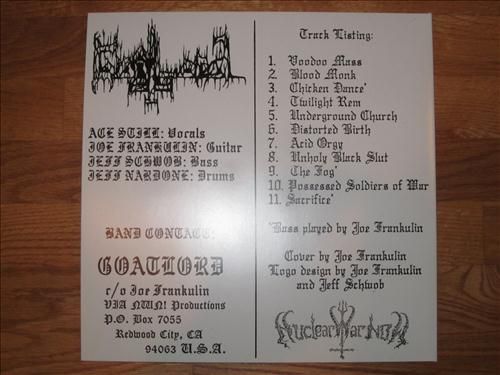 Goatlord
ACE STILL: Vocals
JOE FRANKULIN: Guitar
JEFF SCHWOB: Bass
JEFF NARDONE: Drums
BAND CONTACT:
GOATLORD
c/o Joe Frankulin
VIA NWN! Productions
P.O. Box 7055
Redwood City, CA
94063 U.S.A.
Track Listing:
1. Voodoo Mass
2. Blood Monk
3. Chicken Dance*
4. Twilight Rem
5. Underground Church
6. Distorted Birth
7. Acid Orgy
8. Unholy Black Slut
9. The Fog*
10. Possessed Soldiers of War
11. Sacrifice*
*Bass played by Joe Frankulin
Cover by Joe Frankulin
Logo design by Joe Frankulin
and Jeff Schwob
Nuclear War Now